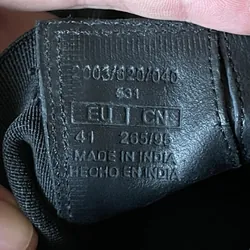 2003/620/040
531
EU CN
41 265/95
MADE IN INDIA
HECHO EN INDIA